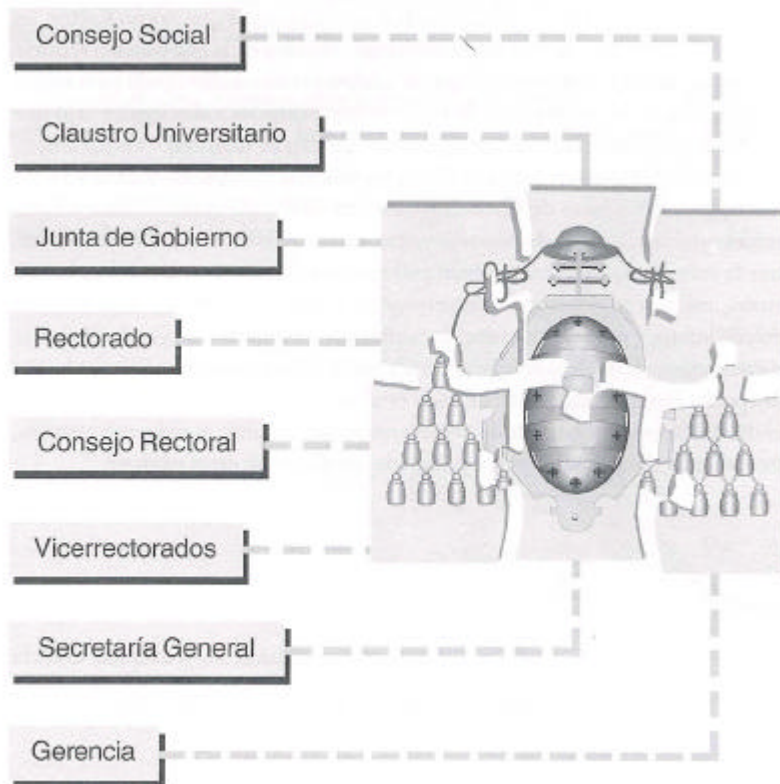 Consejo Social
Claustro Universitario
Junta de Gobierno
Rectorado
Consejo Rectoral
Vicerrectorados
Secretaría General
Gerencia